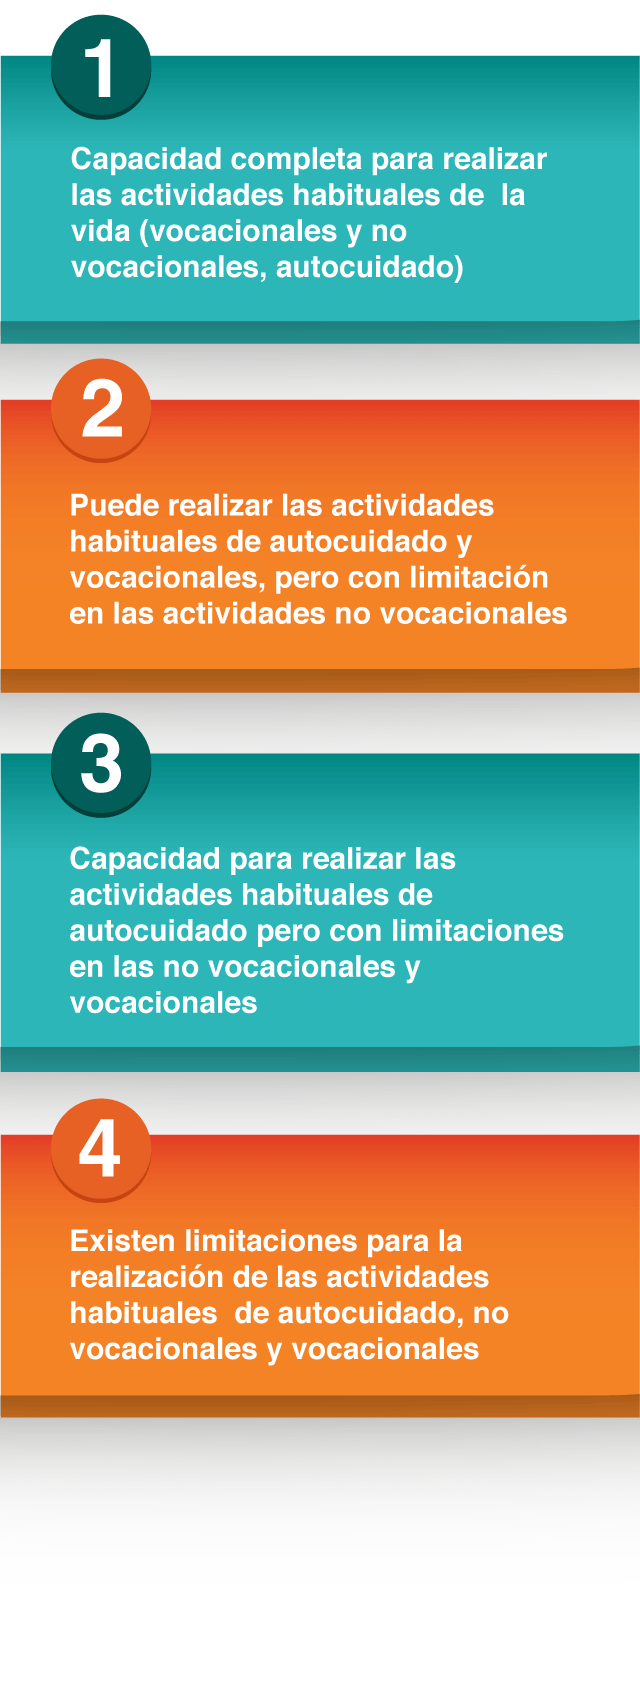 1
Capacidad completa para realizar
las actividades habituales de  la
vida (vocacionales y no
vocacionales, autocuidado)
2
Puede realizar las actividades
habituales de autocuidado y
vocacionales, pero con limitación
en las actividades no vocacionales
3
Capacidad para realizar las
actividades habituales de
autocuidado pero con limitaciones
en las no vocacionales y
vocacionales
4
Existen limitaciones para la
realización de las actividades
habituales  de autocuidado, no
vocacionales y vocacionales